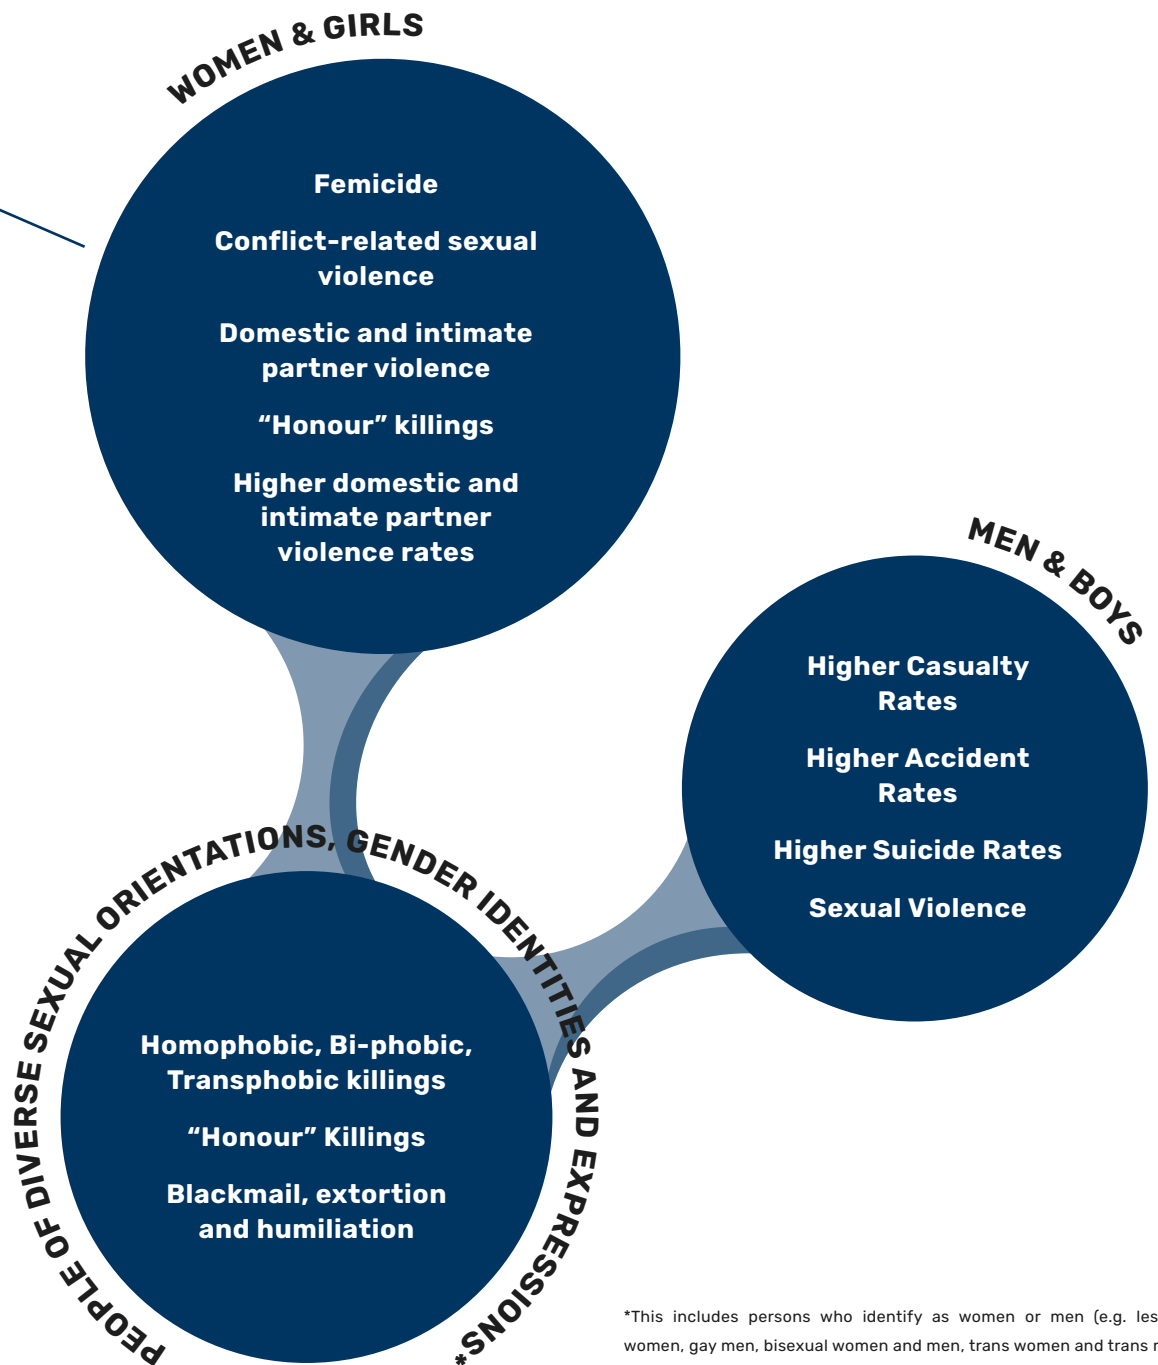 WOMEN & GIRLS
Femicide
Conflict-related sexual
violence
Domestic and intimate
partner violence
“Honour” killings
Higher domestic and
intimate partner
violence rates
MEN & BOYS
Higher Casualty
Rates
Higher Accident
Rates
Higher Suicide Rates
Sexual Violence
PEOPLE OF DIVERSE SEXUAL ORIENTATIONS, GENDER IDENTITIES AND EXPRESSIONS*
Homophobic, Bi-phobic,
Transphobic killings
“Honour” Killings
Blackmail, extortion
and humiliation
*This includes persons who identify as women or men (e.g.
women, gay men, bisexual women and men, trans women and trans